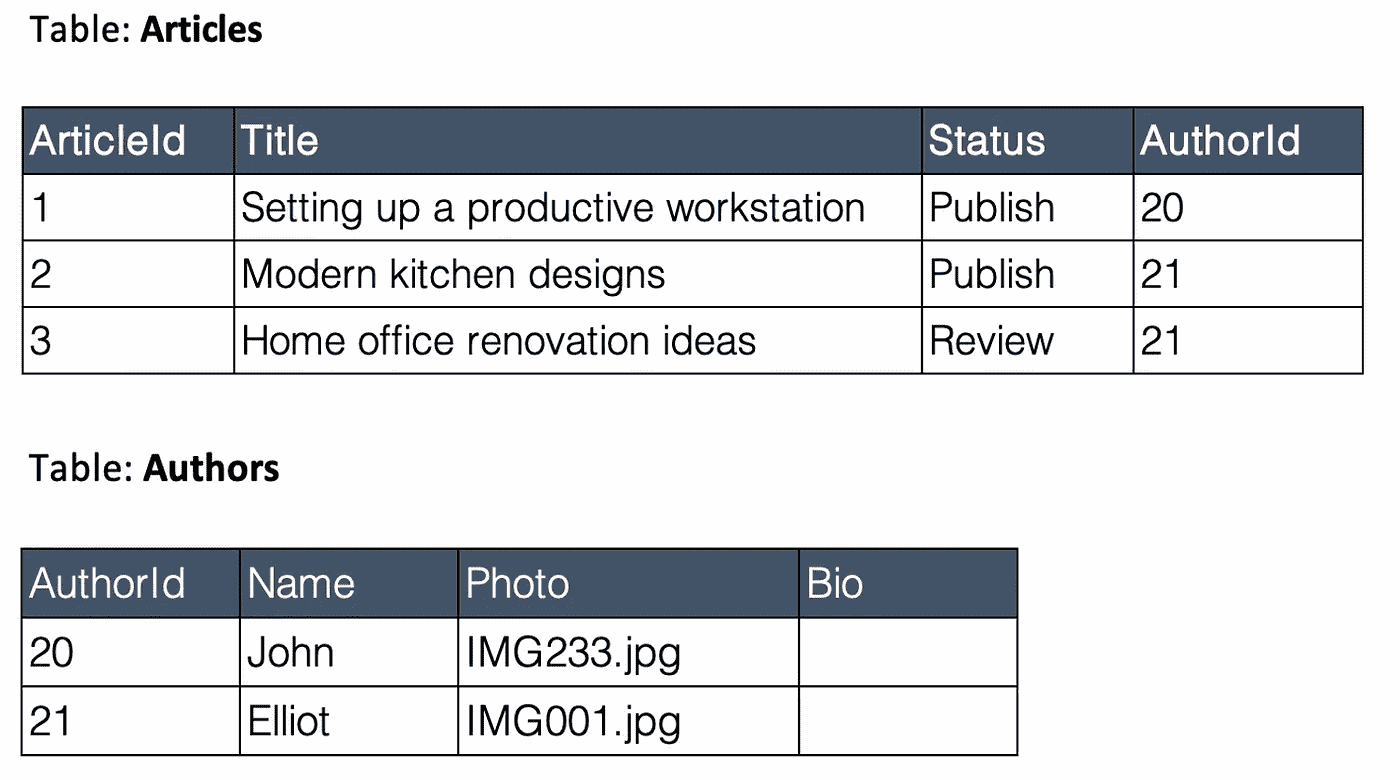 Table: Articles
ArticleId Title Status AuthorId
1 Setting up a productive workstation Publish 20
2 Modern kitchen designs Publish 21
3 Home office renovation ideas Review 21
Table: Authors
AuthorId Name Photo Bio
20 John IMG233.jpg
21 Elliot IMG001.jpg